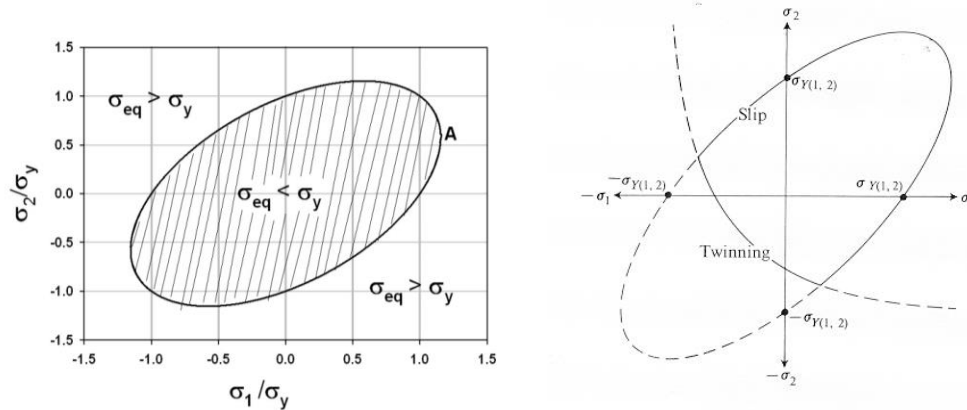 1.5
1.0
0.5
0.0
-0.5
-1.0
-1.5
-1.5 -1.0 -0.5 0.0 0.5 1.0 1.5
σ2/σy
σ1/σy
σeq > σy
σeq < σy
σeq > σy
A
σ2
σY(1, 2)
Slip
−σY(1, 2)
−σ1
σY(1, 2)
σ
Twinning
−σY(1, 2)
−σ2